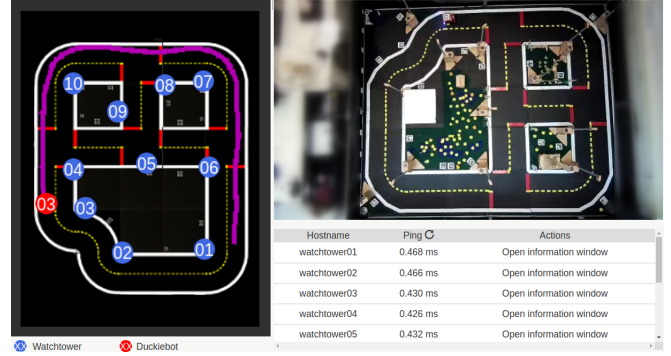 10
08
07
09
05
04
06
03
03
02
01
XX Watchtower
XX Duckiebot
Hostname Ping Actions
watchtower01 0.468 ms Open information window
watchtower02 0.466 ms Open information window
watchtower03 0.430 ms Open information window
watchtower04 0.426 ms Open information window
watchtower05 0.432 ms Open information window